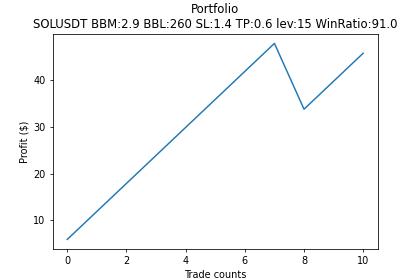 Portfolio
SOLUSDT BBM:2.9 BBL:260 SL:1.4 TP:0.6 lev:15 WinRatio:91.0
Profit ($)
40
30
20
10
0 2 4 6 8 10
Trade counts